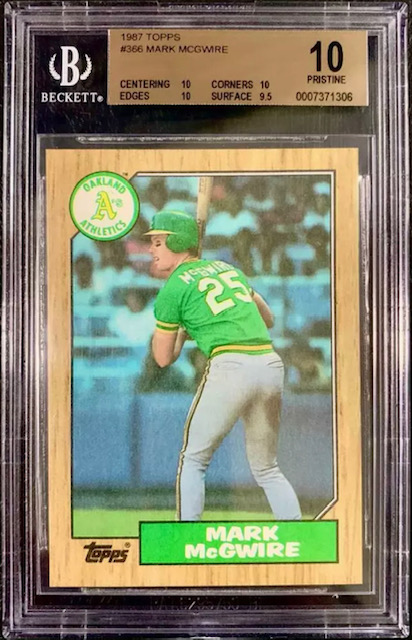 1987 TOPPS
#366 MARK MCGWIRE
B
BECKETT®
CENTERING 10 CORNERS 10
EDGES 10 SURFACE 9.5
10
PRISTINE
0007371306
OAKLAND
A's®
ATHLETICS
McGWIRE
25
topps®
MARK
McGWIRE